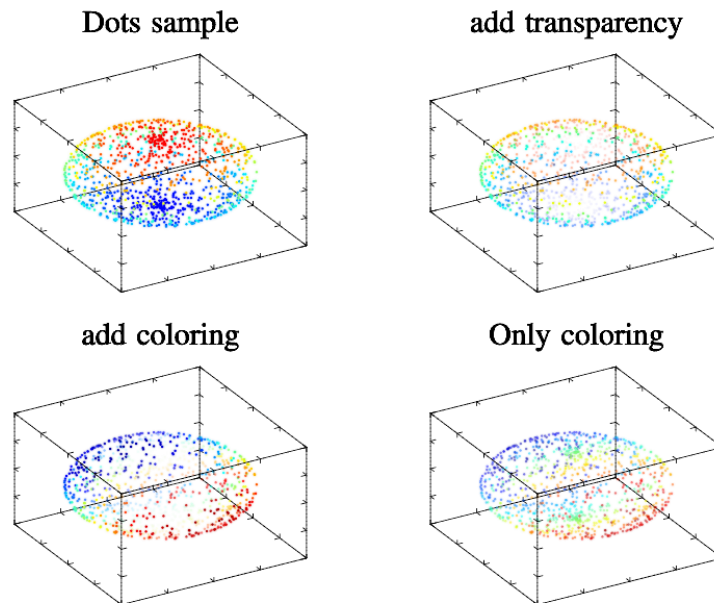 Dots sample
add transparency
add coloring
Only coloring